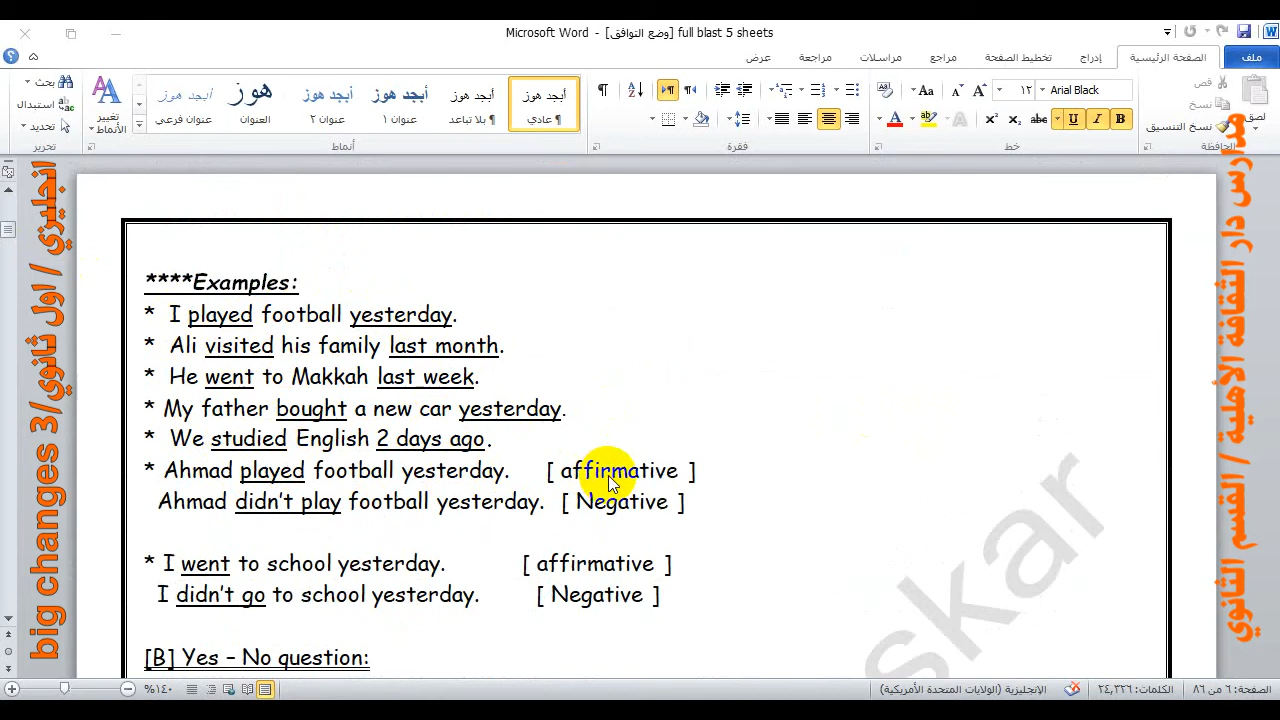 full blast 5 sheets [وضع التوافق] - Microsoft Word
ملف
الصفحة الرئيسية
إدراج
تخطيط الصفحة
مراجع
مراسلات
مراجعة
عرض
قص
نسخ
نسخ التنسيق
لصق
الحافظة
Arial Black
١٢
خط
فقرة
أبجد هوز
عادي
أبجد هوز
بلا تباعد
أبجد هوز
عنوان ١
أبجد هوز
عنوان ٢
هوز
العنوان
أبجد هوز
عنوان فرعي
تغيير الأنماط
أنماط
بحث
استبدال
تحديد
تحرير
****Examples:
* I played football yesterday.
* Ali visited his family last month.
* He went to Makkah last week.
* My father bought a new car yesterday.
* We studied English 2 days ago.
* Ahmad played football yesterday. [ affirmative ]
Ahmad didn't play football yesterday. [ Negative ]
* I went to school yesterday. [ affirmative ]
I didn't go to school yesterday. [ Negative ]
[B] Yes – No question:
skar
انجليزي / اول ثانوي/ big changes 3
مدارس دار الثقافة الأهلية / القسم الثانوي
الصفحة: ٦ من ٨٦
الكلمات: ٢٤,٣٢٦
الإنجليزية (الولايات المتحدة الأمريكية)
١٤٠%